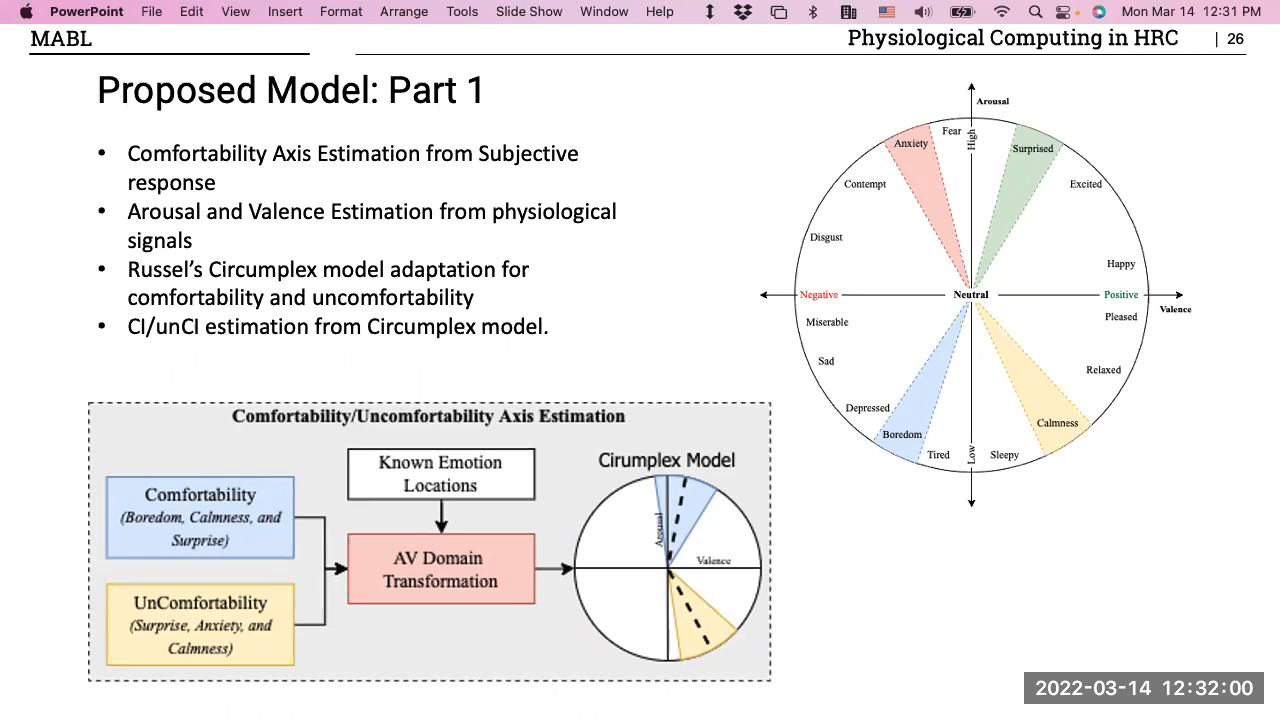 PowerPoint File Edit View Insert Format Arrange Tools Slide Show Window Help Mon Mar 14 12:31 PM
MABL
Physiological Computing in HRC | 26
Proposed Model: Part 1
• Comfortability Axis Estimation from Subjective
response
• Arousal and Valence Estimation from physiological
signals
• Russel’s Circumplex model adaptation for
comfortability and uncomfortability
• CI/unCI estimation from Circumplex model.
Arousal
Fear
High
Anxiety
Surprised
Contempt
Excited
Disgust
Happy
Negative
Neutral
Positive
Valence
Miserable
Pleased
Sad
Relaxed
Depressed
Boredom
Calmness
Tired
Low
Sleepy
Comfortability/Uncomfortability Axis Estimation
Comfortability
(Boredom, Calmness, and
Surprise)
UnComfortability
(Surprise, Anxiety, and
Calmness)
Known Emotion
Locations
AV Domain
Transformation
Cirumplex Model
Arousal
Valence
2022-03-14 12:32:00